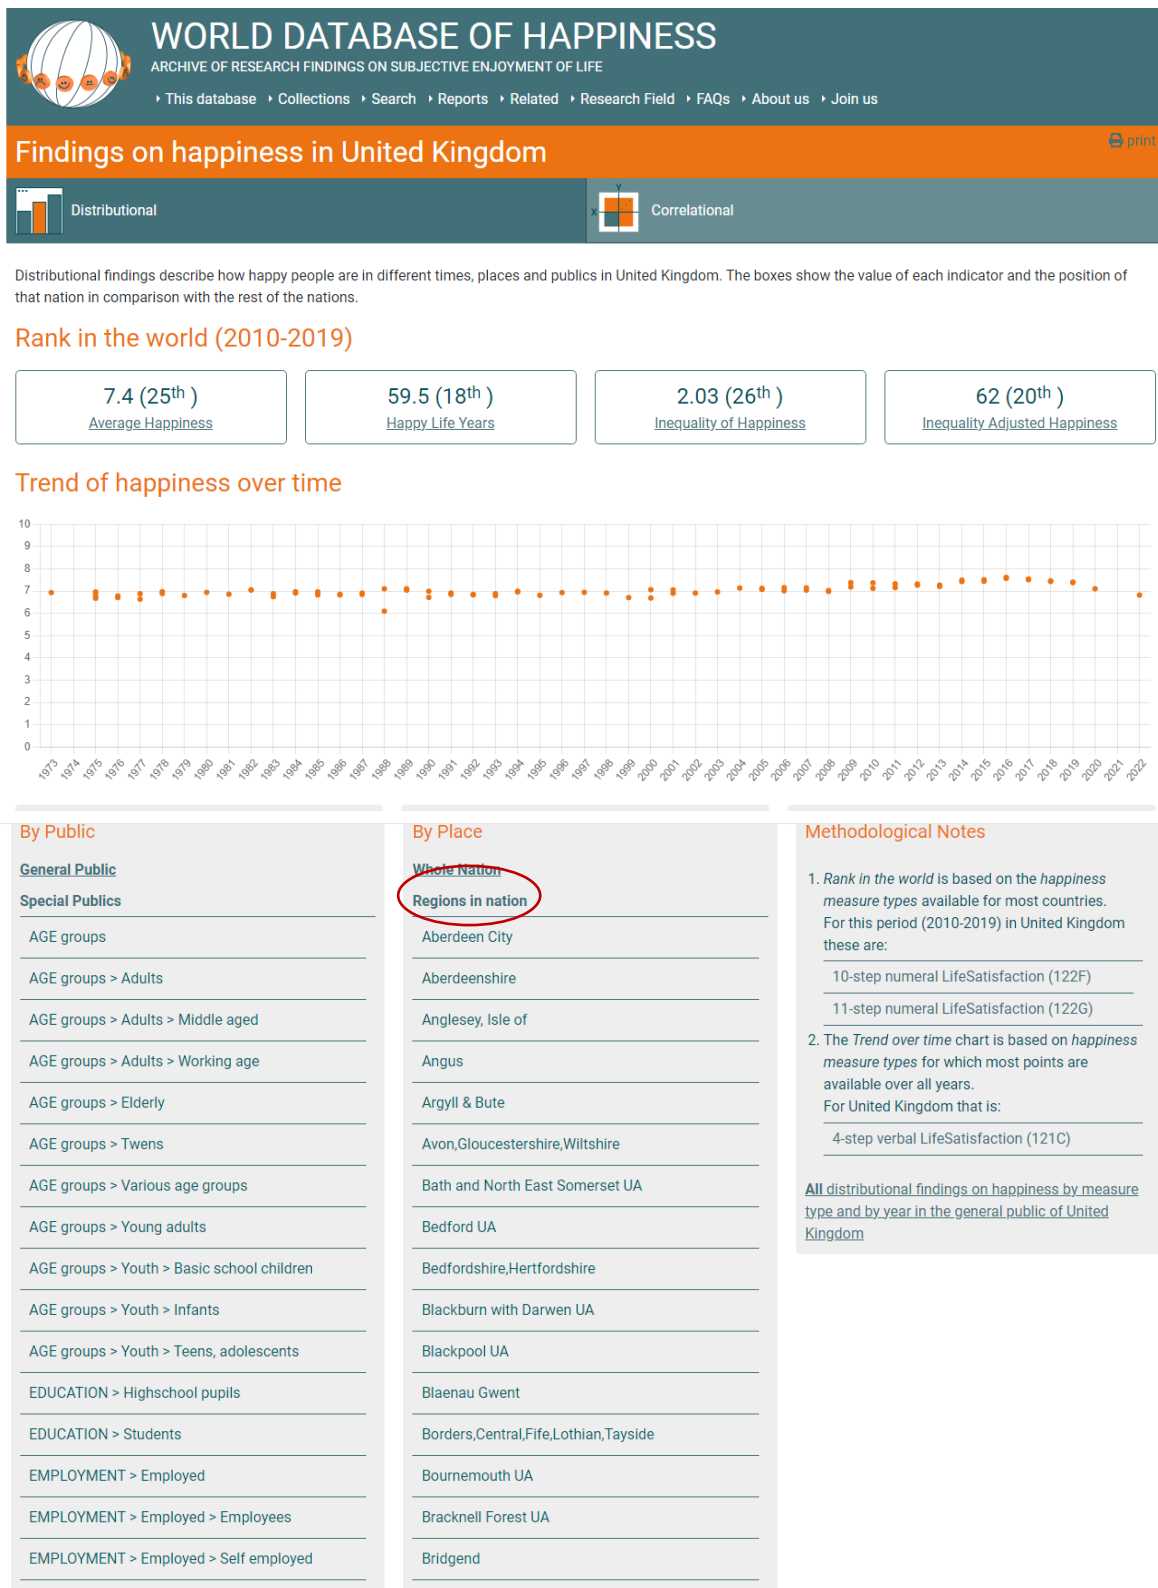 WORLD DATABASE OF HAPPINESS
ARCHIVE OF RESEARCH FINDINGS ON SUBJECTIVE ENJOYMENT OF LIFE
This database Collections Search Reports Related Research Field FAQs About us Join us
Findings on happiness in United Kingdom
print
Distributional
Y
X
Correlational
Distributional findings describe how happy people are in different times, places and publics in United Kingdom. The boxes show the value of each indicator and the position of
that nation in comparison with the rest of the nations.
Rank in the world (2010-2019)
7.4 (25th )
Average Happiness
59.5 (18th )
Happy Life Years
2.03 (26th )
Inequality of Happiness
62 (20th )
Inequality Adjusted Happiness
Trend of happiness over time
10
9
8
7
6
5
4
3
2
1
0
1973 1974 1975 1976 1977 1978 1979 1980 1981 1982 1983 1984 1985 1986 1987 1988 1989 1990 1991 1992 1993 1994 1995 1996 1997 1998 1999 2000 2001 2002 2003 2004 2005 2006 2007 2008 2009 2010 2011 2012 2013 2014 2015 2016 2017 2018 2019 2020 2021 2022
By Public
General Public
Special Publics
AGE groups
AGE groups > Adults
AGE groups > Adults > Middle aged
AGE groups > Adults > Working age
AGE groups > Elderly
AGE groups > Twens
AGE groups > Various age groups
AGE groups > Young adults
AGE groups > Youth > Basic school children
AGE groups > Youth > Infants
AGE groups > Youth > Teens, adolescents
EDUCATION > Highschool pupils
EDUCATION > Students
EMPLOYMENT > Employed
EMPLOYMENT > Employed > Employees
EMPLOYMENT > Employed > Self employed
By Place
Whole Nation
Regions in nation
Aberdeen City
Aberdeenshire
Anglesey, Isle of
Angus
Argyll & Bute
Avon,Gloucestershire,Wiltshire
Bath and North East Somerset UA
Bedford UA
Bedfordshire,Hertfordshire
Blackburn with Darwen UA
Blackpool UA
Blaenau Gwent
Borders,Central,Fife,Lothian,Tayside
Bournemouth UA
Bracknell Forest UA
Bridgend
Methodological Notes
1. Rank in the world is based on the happiness
measure types available for most countries.
For this period (2010-2019) in United Kingdom
these are:
10-step numeral LifeSatisfaction (122F)
11-step numeral LifeSatisfaction (122G)
2. The Trend over time chart is based on happiness
measure types for which most points are
available over all years.
For United Kingdom that is:
4-step verbal LifeSatisfaction (121C)
All distributional findings on happiness by measure
type and by year in the general public of United
Kingdom